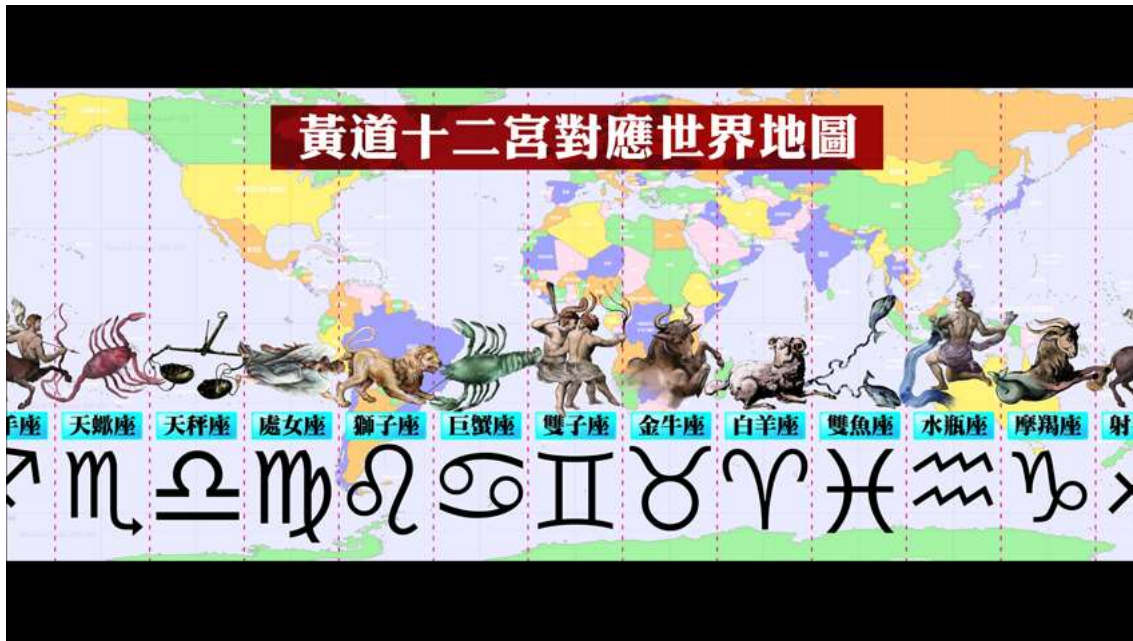 黃道十二宮對應世界地圖
羊座 天蠍座 天秤座 處女座 獅子座 巨蟹座 雙子座 金牛座 白羊座 雙魚座 水瓶座 摩羯座 射